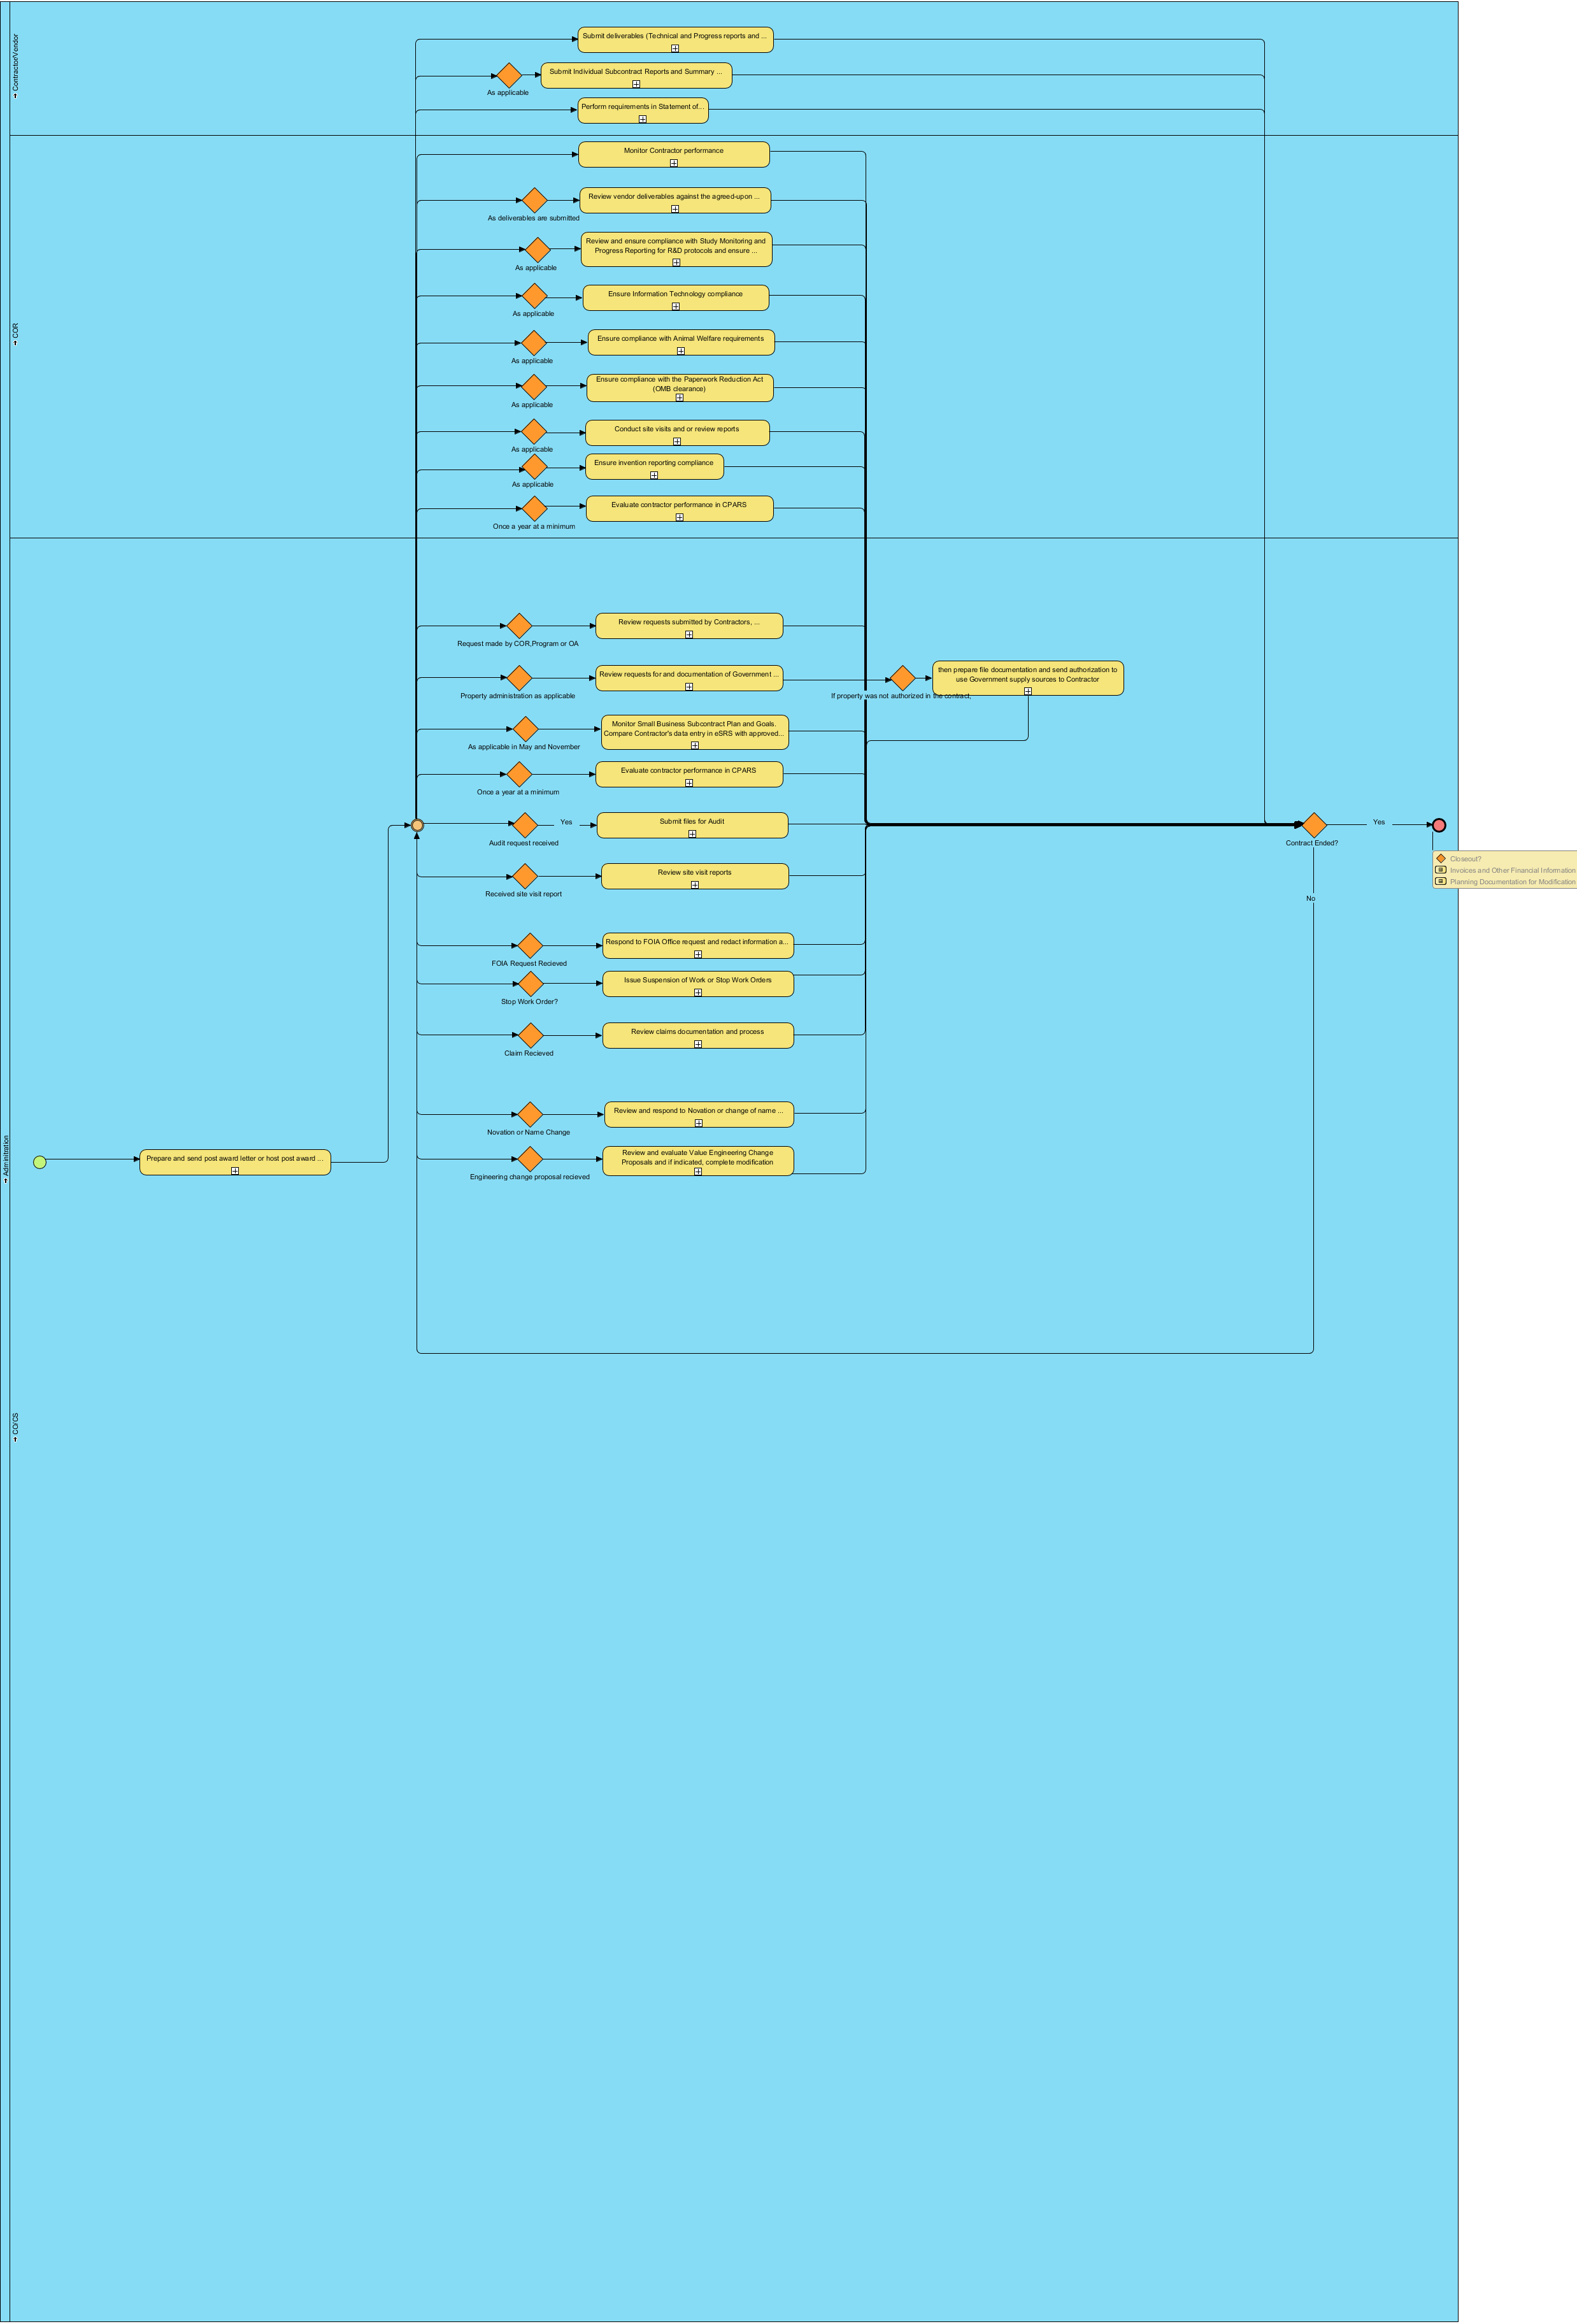 Contractor/Vendor
Submit deliverables (Technical and Progress reports and ...
Submit Individual Subcontract Reports and Summary ...
As applicable
Perform requirements in Statement of...
COR
Monitor Contractor performance
Review vendor deliverables against the agreed-upon ...
As deliverables are submitted
Review and ensure compliance with Study Monitoring and
Progress Reporting for R&D protocols and ensure ...
As applicable
Ensure Information Technology compliance
As applicable
Ensure compliance with Animal Welfare requirements
As applicable
Ensure compliance with the Paperwork Reduction Act
(OMB clearance)
As applicable
Conduct site visits and or review reports
As applicable
Ensure invention reporting compliance
As applicable
Evaluate contractor performance in CPARS
Once a year at a minimum
Review requests submitted by Contractors, ...
Request made by COR,Program or OA
Review requests for and documentation of Government ...
Property administration as applicable
If property was not authorized in the contract,
then prepare file documentation and send authorization to
use Government supply sources to Contractor
Monitor Small Business Subcontract Plan and Goals.
Compare Contractor's data entry in eSRS with approved...
As applicable in May and November
Evaluate contractor performance in CPARS
Once a year at a minimum
Submit files for Audit
Yes
Audit request received
Contract Ended?
Yes
No
Closeout?
Invoices and Other Financial Information
Planning Documentation for Modification
Review site visit reports
Received site visit report
Respond to FOIA Office request and redact information a...
FOIA Request Recieved
Issue Suspension of Work or Stop Work Orders
Stop Work Order?
Review claims documentation and process
Claim Recieved
Review and respond to Novation or change of name ...
Novation or Name Change
Review and evaluate Value Engineering Change
Proposals and if indicated, complete modification
Engineering change proposal recieved
Prepare and send post award letter or host post award ...
Adminitration
CO/CS